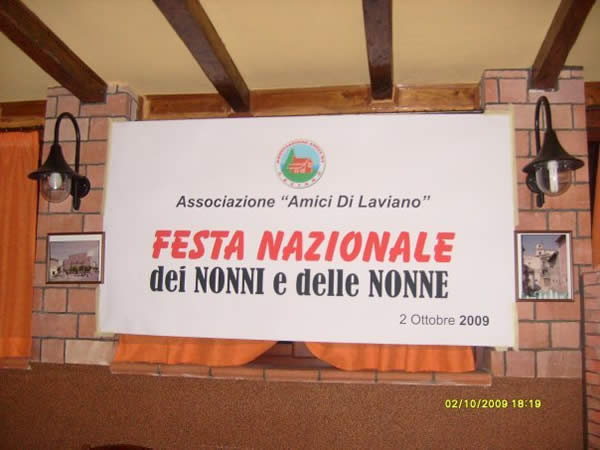 Associazione "Amici Di Laviano"
FESTA NAZIONALE
dei NONNI e delle NONNE
2 Ottobre 2009
02/10/2009 18:19